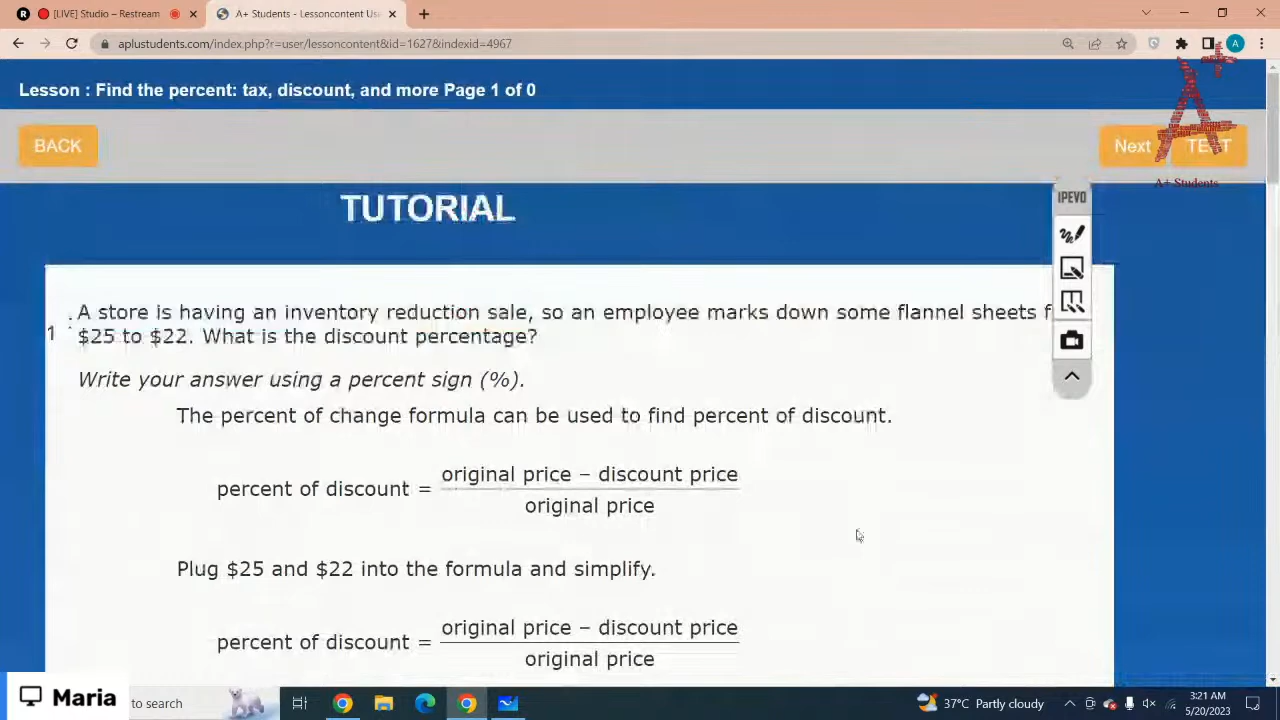 [LIVE] Studio – Restream
A+ Students - Lessoncontent Use
aplustudents.com/index.php?r=user/lessoncontent&id=1627&indexid=4967
A
Lesson : Find the percent: tax, discount, and more Page 1 of 0
BACK
Next
A+ Students
TUTORIAL
IPEVO
1 . A store is having an inventory reduction sale, so an employee marks down some flannel sheets
$25 to $22. What is the discount percentage?
Write your answer using a percent sign (%).
The percent of change formula can be used to find percent of discount.
original price − discount price
percent of discount =
original price
Plug $25 and $22 into the formula and simplify.
original price − discount price
percent of discount =
original price
Maria
to search
37°C Partly cloudy
3:21 AM
5/20/2023